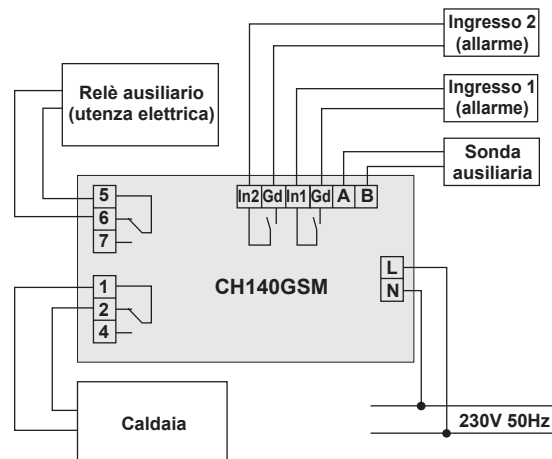 Ingresso 2
(allarme)
Relè ausiliario
(utenza elettrica)
Ingresso 1
(allarme)
Sonda
ausiliaria
5
6
7
In2 Gd In1 Gd A B
1
2
4
CH140GSM
L
N
Caldaia
230V 50Hz